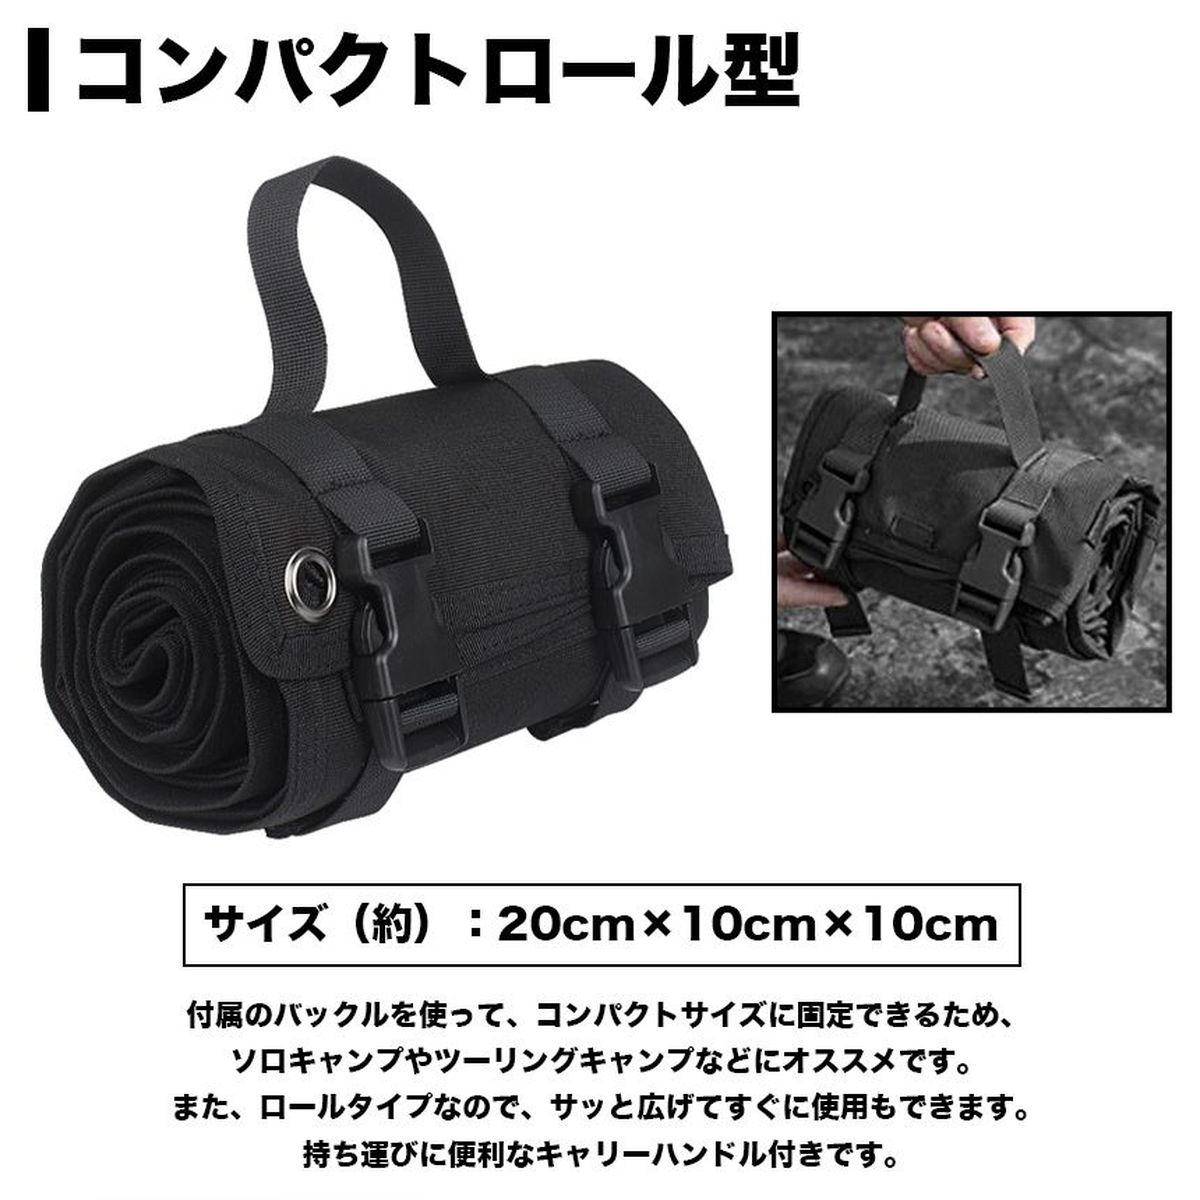 コンパクトロール型
サイズ（約）：20cm×10cm×10cm
付属のバックルを使って、コンパクトサイズに固定できるため、
ソロキャンプやツーリングキャンプなどにオススメです。
また、ロールタイプなので、サッと広げてすぐに使用もできます。
持ち運びに便利なキャリーハンドル付きです。